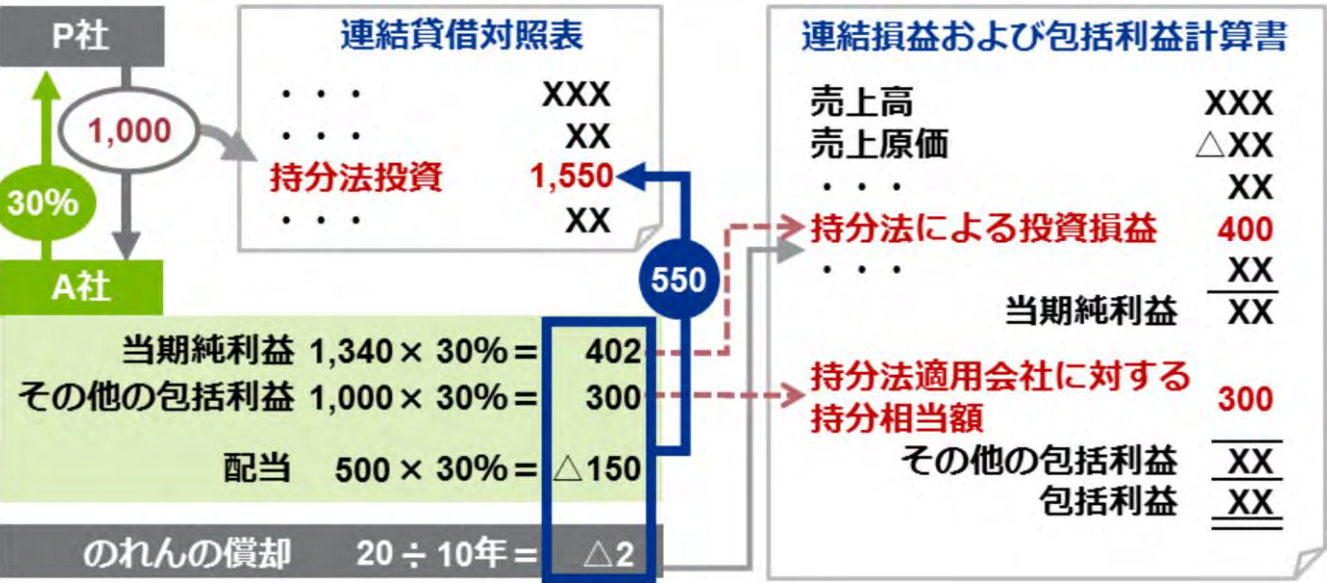 P社
1,000
30%
A社
連結貸借対照表
・・・ XXX
・・・ XX
持分法投資 1,550
・・・ XX
550
当期純利益 1,340× 30%= 402
その他の包括利益 1,000× 30%= 300
配当 500 × 30%= △150
のれんの償却 20÷10年= △2
連結損益および包括利益計算書
売上高 XXX
売上原価 △XX
・・・ XX
持分法による投資損益 400
・・・ XX
当期純利益 XX
持分法適用会社に対する
持分相当額 300
その他の包括利益 XX
包括利益 XX